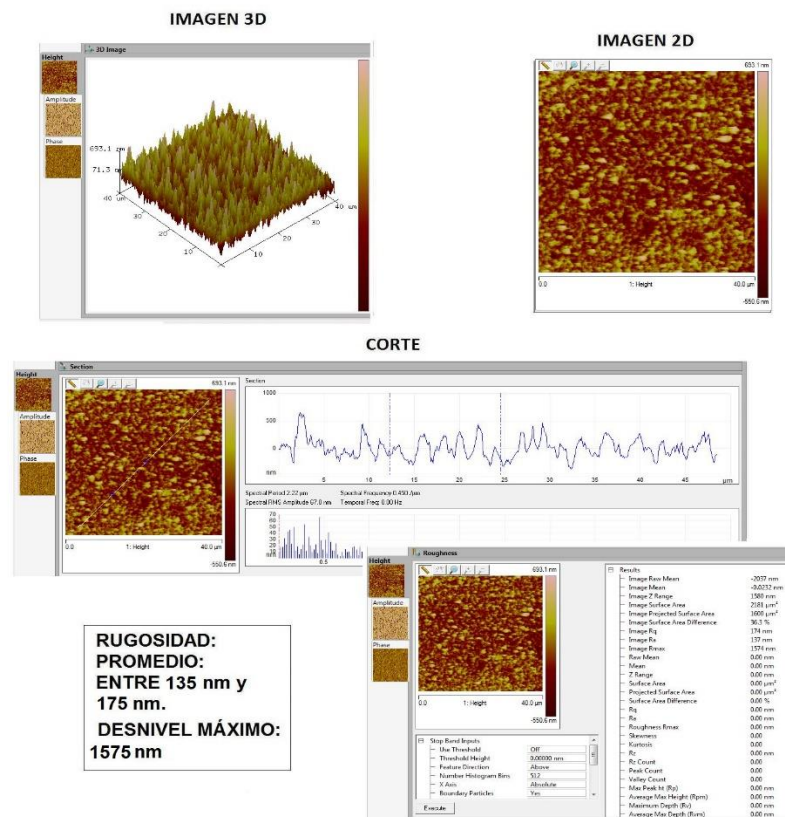 IMAGEN 3D
IMAGEN 2D
3D Image
Height
Amplitude
Phase
693.1 nm
71.3 nm
40 um
30
20
10
10
20
30
40 um
693.1 nm
0.0
1: Height
40.0 µm
-550.6 nm
CORTE
Section
Height
Amplitude
Phase
693.1 nm
0.0
1: Height
40.0 µm
-550.6 nm
Section
1000
500
0
nm
5
10
15
20
25
30
35
40
45
µm
Spectral Period 2.22 µm
Spectral Frequency 0.450 /µm
Spectral RMS Amplitude 67.8 nm
Temporal Freq 0.00 Hz
70
60
50
40
30
20
10
nm
0.5
Roughness
Height
Amplitude
Phase
693.1 nm
0.0
1: Height
40.0 µm
-550.6 nm
Stop Band Inputs
Use Threshold Off
Threshold Height 0.00000 nm
Feature Direction Above
Number Histogram Bins 512
X Axis Absolute
Boundary Particles Yes
Execute
Results
Image Raw Mean -2037 nm
Image Mean -0.0232 nm
Image Z Range 1580 nm
Image Surface Area 2181 µm²
Image Projected Surface Area 1600 µm²
Image Surface Area Difference 36.3 %
Image Rq 174 nm
Image Ra 137 nm
Image Rmax 1574 nm
Raw Mean 0.00 nm
Mean 0.00 nm
Z Range 0.00 nm
Surface Area 0.00 µm²
Projected Surface Area 0.00 µm²
Surface Area Difference 0.00 %
Rq 0.00 nm
Ra 0.00 nm
Roughness Rmax 0.00 nm
Skewness 0.00
Kurtosis 0.00
Rz 0.00 nm
Rz Count 0.00
Peak Count 0.00
Valley Count 0.00
Max Peak ht (Rp) 0.00 nm
Average Max Height (Rpm) 0.00 nm
Maximum Depth (Rv) 0.00 nm
Average Max Depth (Rvm) 0.00 nm
RUGOSIDAD:
PROMEDIO:
ENTRE 135 nm y
175 nm.
DESNIVEL MÁXIMO:
1575 nm